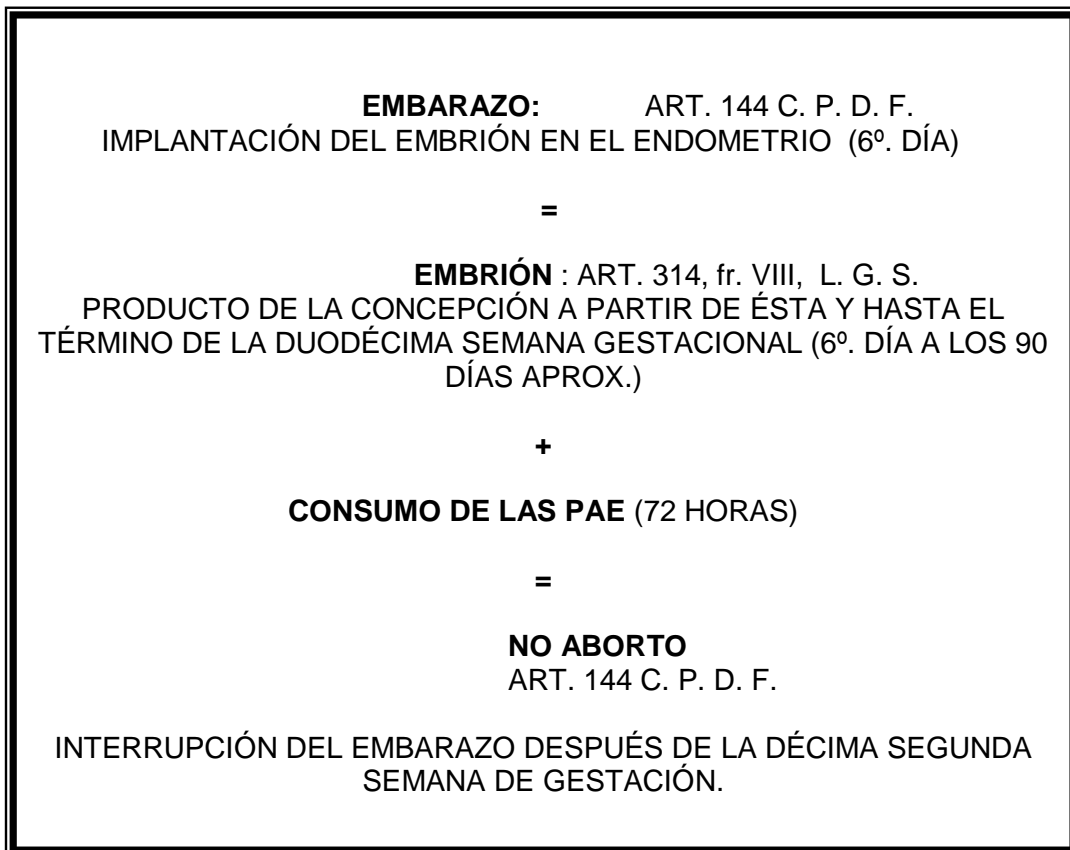 EMBARAZO: ART. 144 C. P. D. F.
IMPLANTACIÓN DEL EMBRIÓN EN EL ENDOMETRIO (6º. DÍA)
=
EMBRIÓN : ART. 314, fr. VIII, L. G. S.
PRODUCTO DE LA CONCEPCIÓN A PARTIR DE ÉSTA Y HASTA EL
TÉRMINO DE LA DUODÉCIMA SEMANA GESTACIONAL (6º. DÍA A LOS 90
DÍAS APROX.)
+
CONSUMO DE LAS PAE (72 HORAS)
=
NO ABORTO
ART. 144 C. P. D. F.
INTERRUPCIÓN DEL EMBARAZO DESPUÉS DE LA DÉCIMA SEGUNDA
SEMANA DE GESTACIÓN.